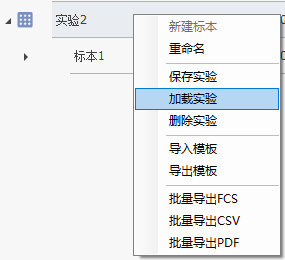 实验2
标本1
新建标本
重命名
保存实验
加载实验
删除实验
导入模板
导出模板
批量导出FCS
批量导出CSV
批量导出PDF